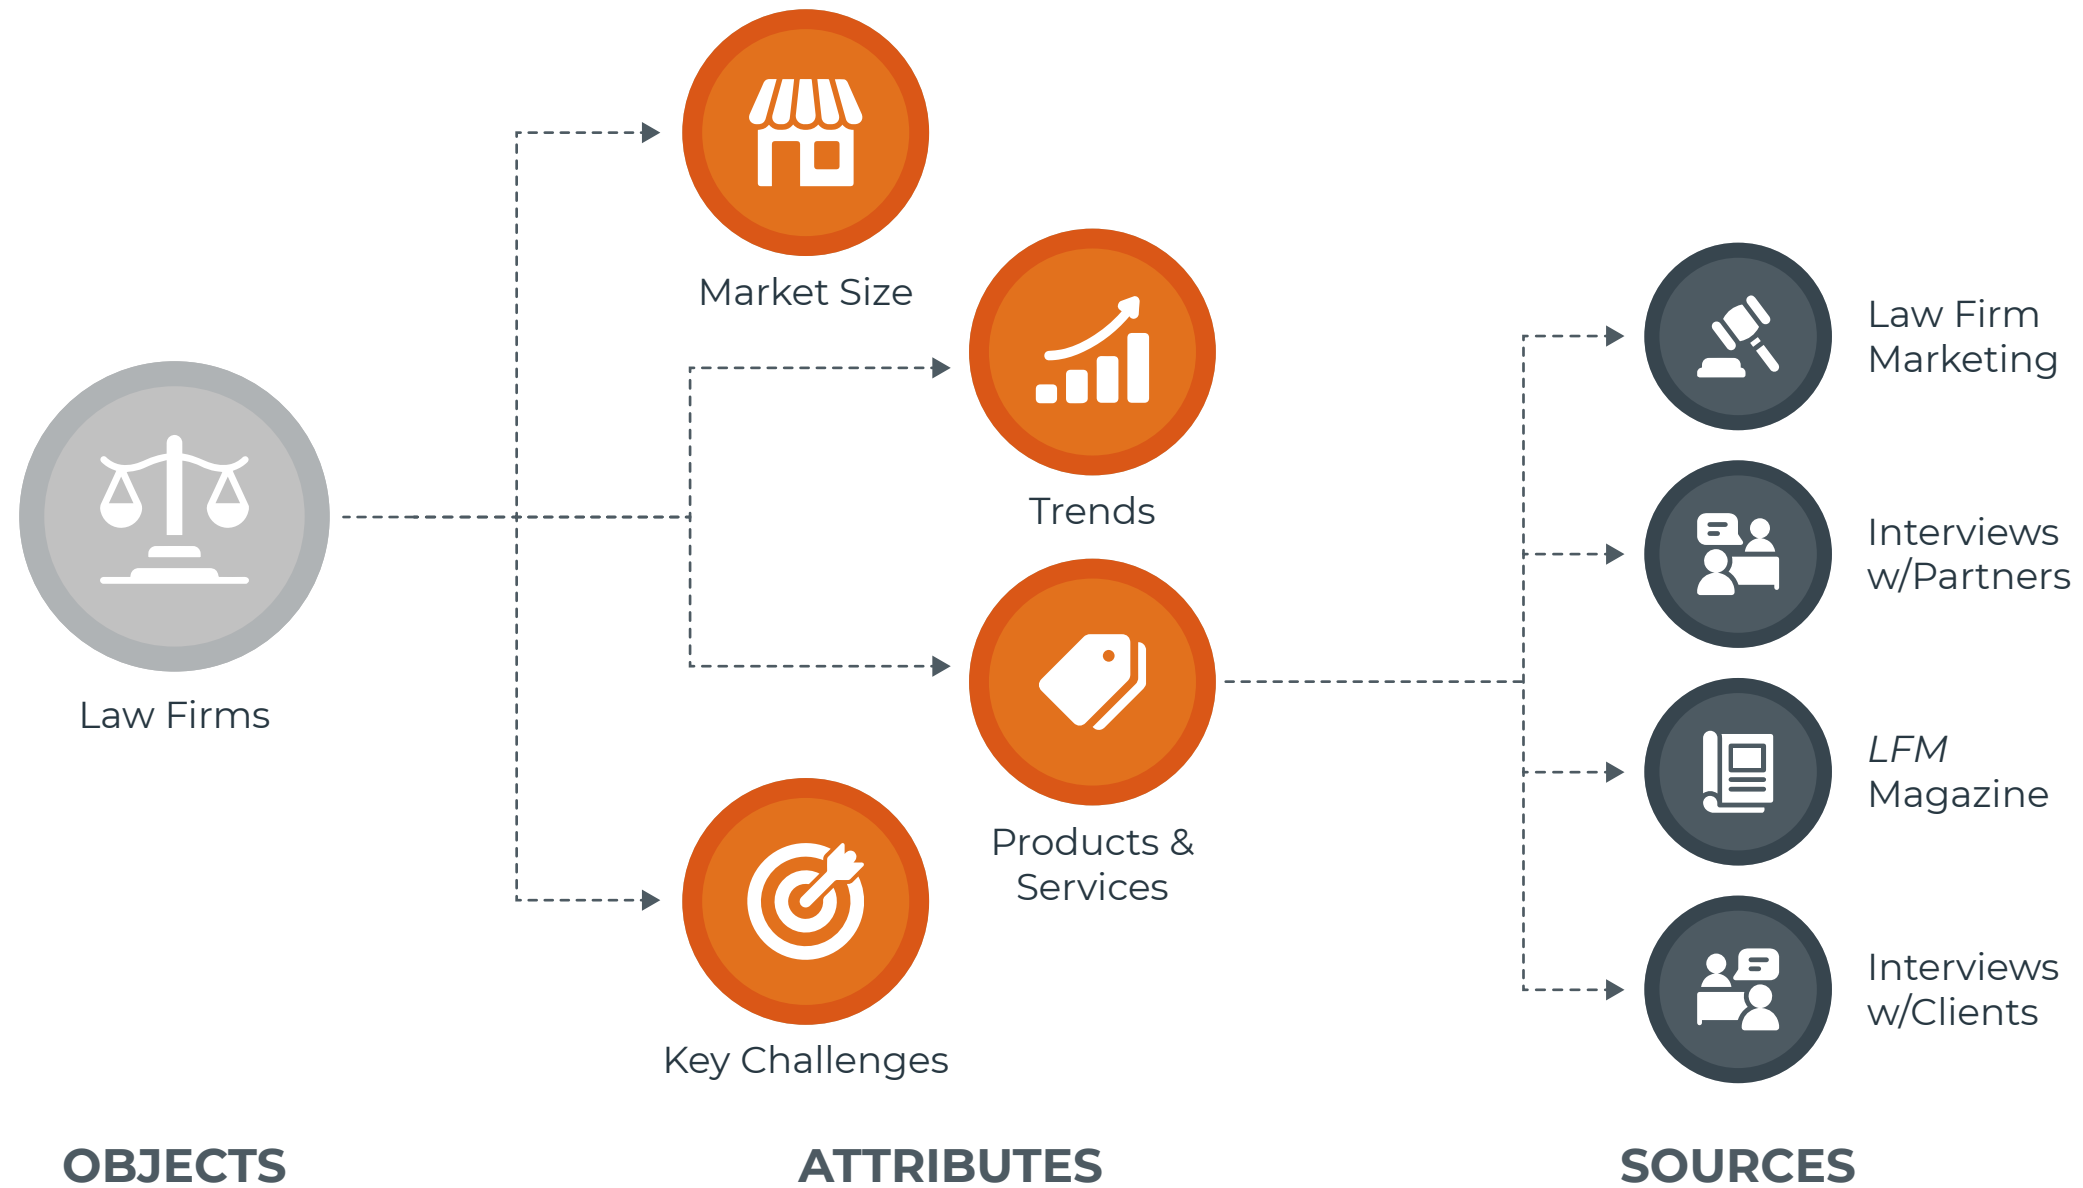 Market Size
Trends
Law Firms
Products &
Services
Key Challenges
Law Firm
Marketing
Interviews
w/Partners
LFM
Magazine
Interviews
w/Clients
OBJECTS
ATTRIBUTES
SOURCES